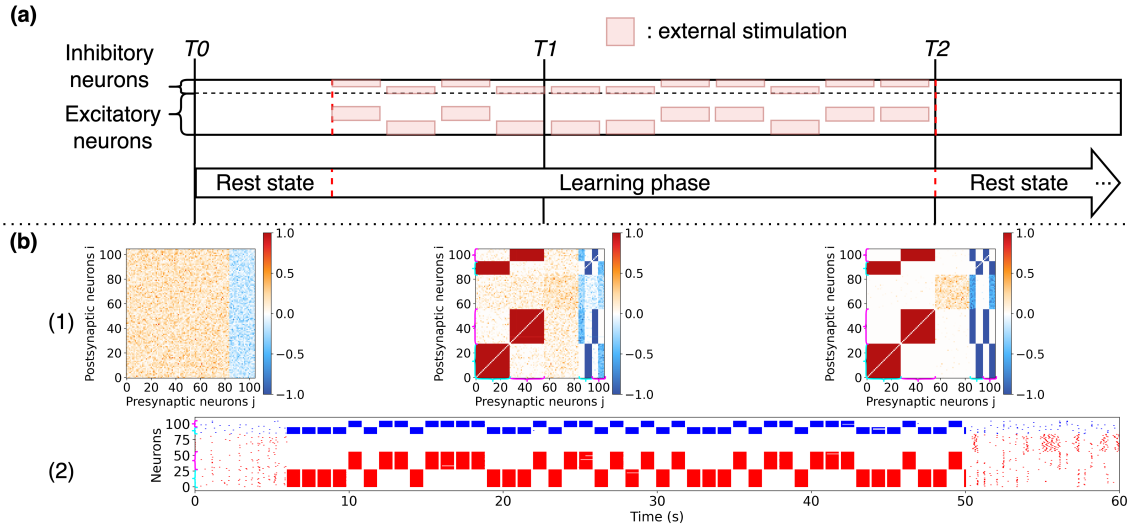 (a)
: external stimulation
T0
T1
T2
Inhibitory
neurons
Excitatory
neurons
Rest state
Learning phase
Rest state
...
(b)
(1)
Postsynaptic neurons i
100
80
60
40
20
0
0 20 40 60 80 100
Presynaptic neurons j
1.0
0.5
0.0
−0.5
−1.0
Postsynaptic neurons i
100
80
60
40
20
0
0 20 40 60 80 100
Presynaptic neurons j
1.0
0.5
0.0
−0.5
−1.0
Postsynaptic neurons i
100
80
60
40
20
0
0 20 40 60 80 100
Presynaptic neurons j
1.0
0.5
0.0
−0.5
−1.0
(2)
Neurons
100
75
50
25
0
0 10 20 30 40 50 60
Time (s)